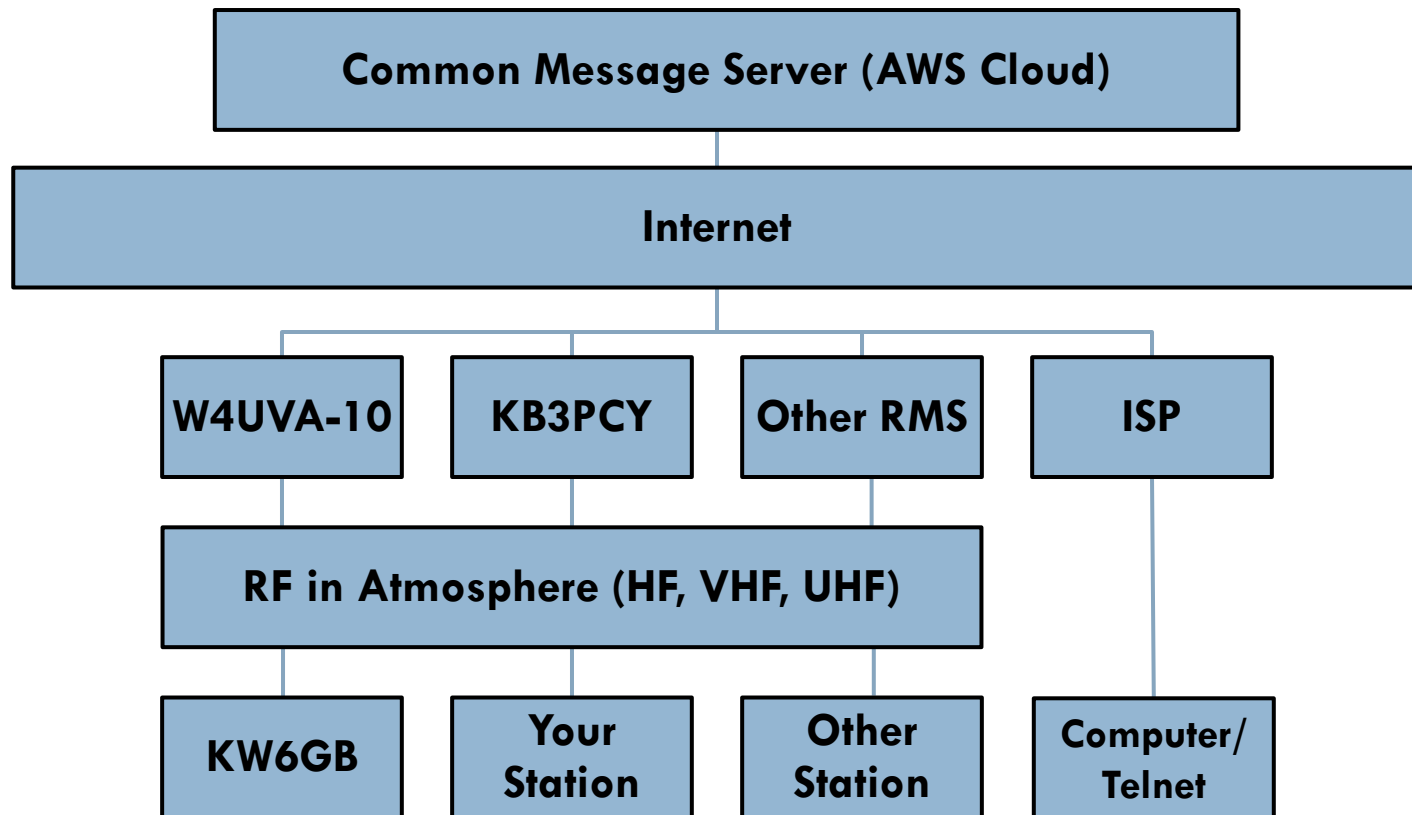 Common Message Server (AWS Cloud)
Internet
W4UVA-10
KB3PCY
Other RMS
ISP
RF in Atmosphere (HF, VHF, UHF)
KW6GB
Your
Station
Other
Station
Computer/
Telnet